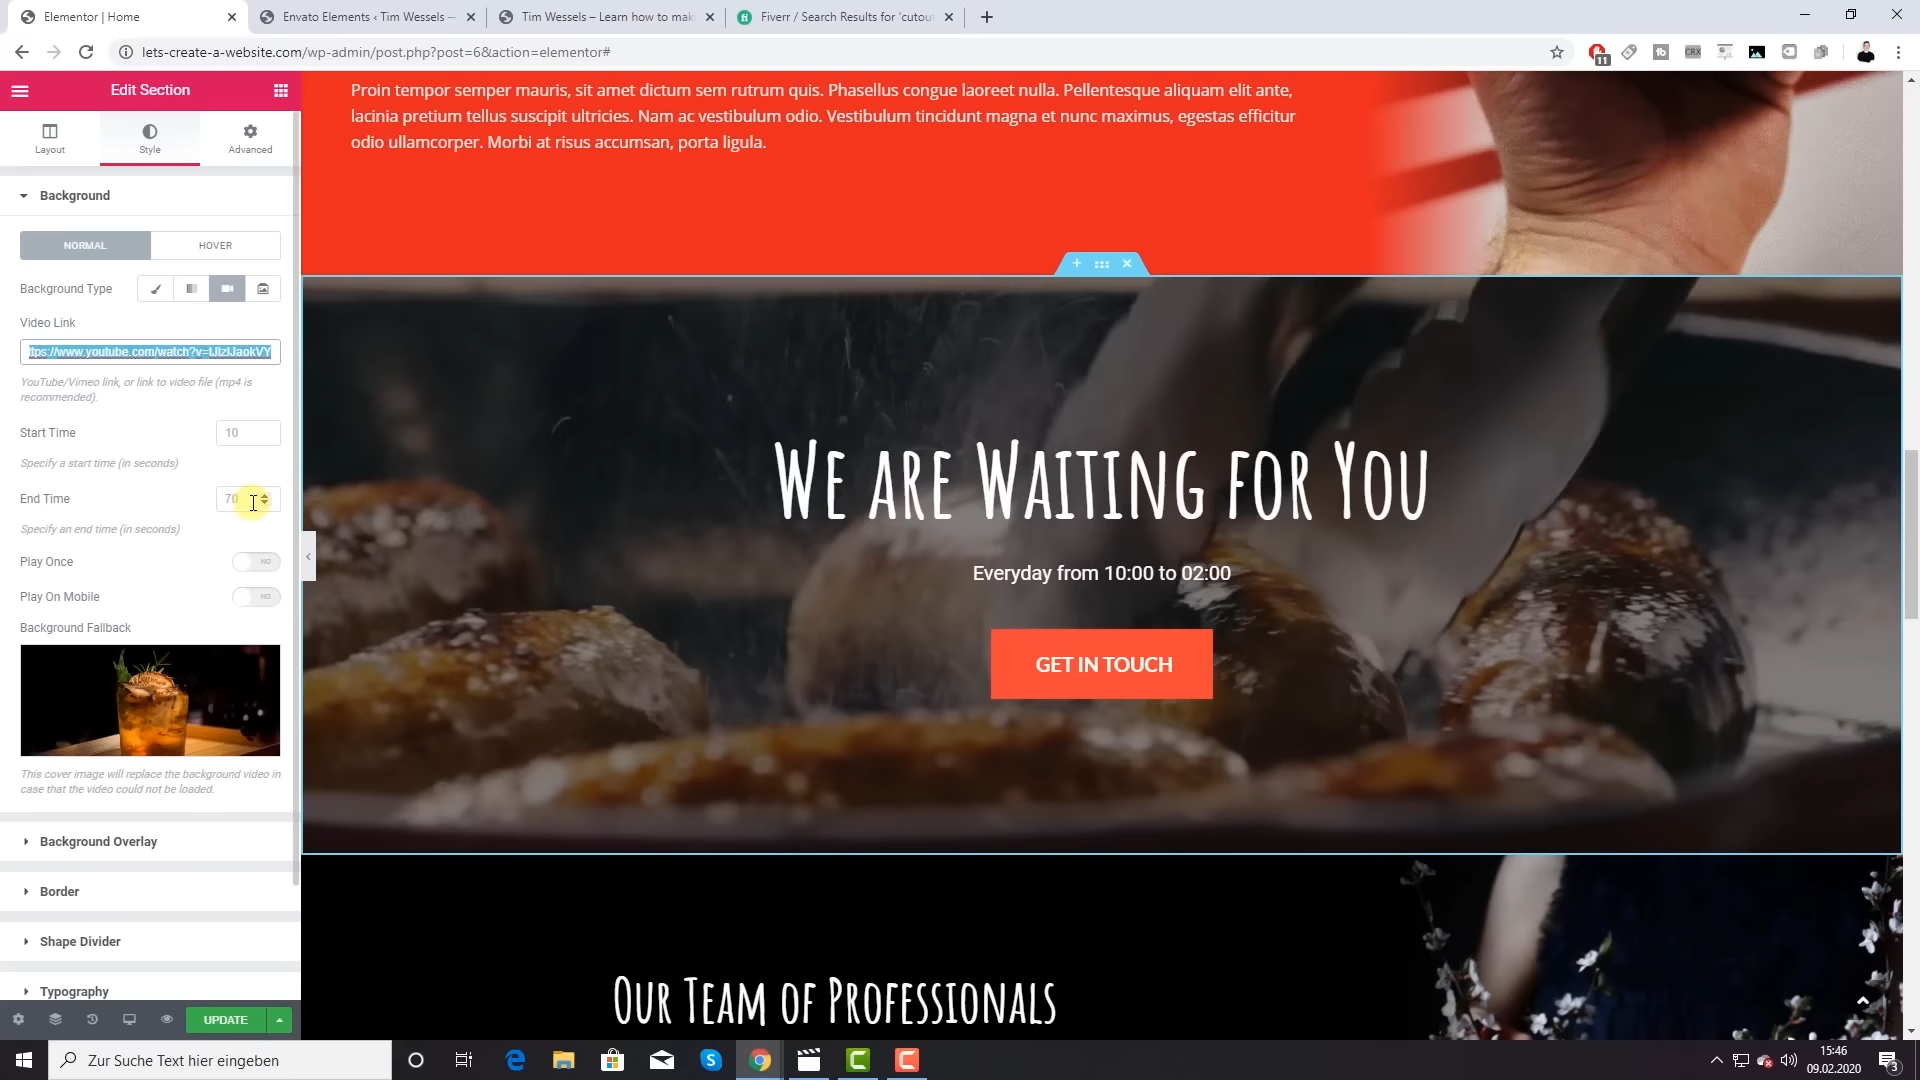 Elementor | Home
Envato Elements ‹ Tim Wessels —
Tim Wessels – Learn how to mak
Fiverr / Search Results for 'cutout
lets-create-a-website.com/wp-admin/post.php?post=6&action=elementor#
11
CRX
Edit Section
Layout
Style
Advanced
Background
NORMAL
HOVER
Background Type
Video Link
ttps://www.youtube.com/watch?v=IJlzlJaokVY
YouTube/Vimeo link, or link to video file (mp4 is
recommended).
Start Time
10
Specify a start time (in seconds)
End Time
70
Specify an end time (in seconds)
Play Once
NO
Play On Mobile
NO
Background Fallback
This cover image will replace the background video in
case that the video could not be loaded.
Background Overlay
Border
Shape Divider
Typography
UPDATE
Proin tempor semper mauris, sit amet dictum sem rutrum quis. Phasellus congue laoreet nulla. Pellentesque aliquam elit ante,
lacinia pretium tellus suscipit ultricies. Nam ac vestibulum odio. Vestibulum tincidunt magna et nunc maximus, egestas efficitur
odio ullamcorper. Morbi at risus accumsan, porta ligula.
We are Waiting for You
Everyday from 10:00 to 02:00
GET IN TOUCH
Our Team of Professionals
Zur Suche Text hier eingeben
15:46
09.02.2020
3